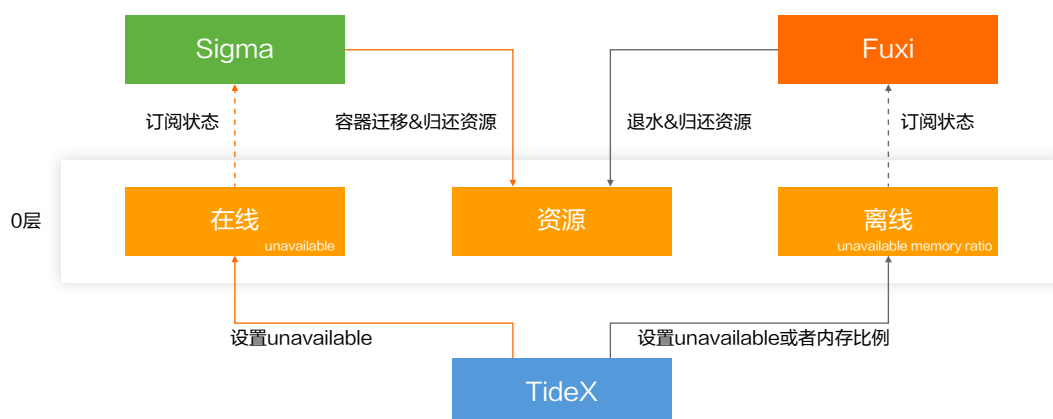 Sigma
Fuxi
订阅状态
容器迁移&归还资源
退水&归还资源
订阅状态
0层
在线
unavailable
资源
离线
unavailable memory ratio
设置unavailable
设置unavailable或者内存比例
TideX